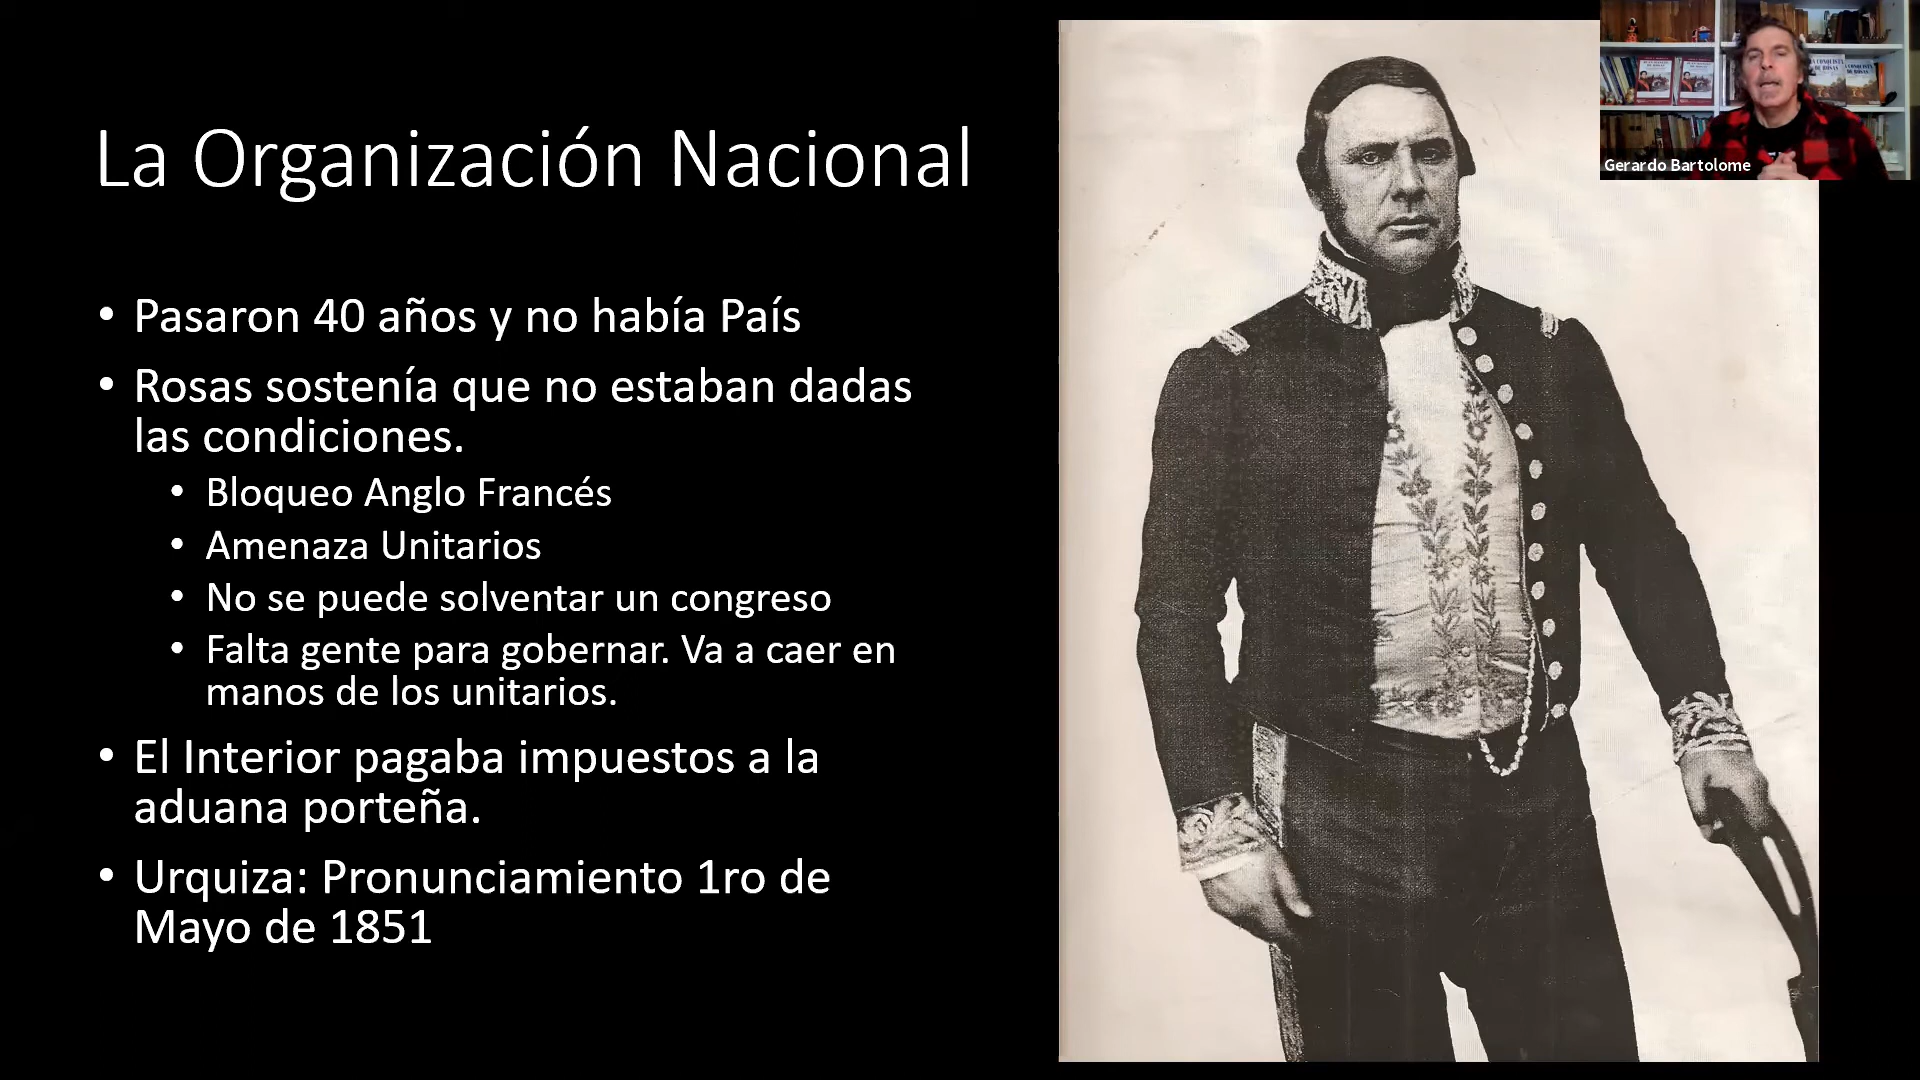 La Organización Nacional
• Pasaron 40 años y no había País
• Rosas sostenía que no estaban dadas
las condiciones.
• Bloqueo Anglo Francés
• Amenaza Unitarios
• No se puede solventar un congreso
• Falta gente para gobernar. Va a caer en
manos de los unitarios.
• El Interior pagaba impuestos a la
aduana porteña.
• Urquiza: Pronunciamiento 1ro de
Mayo de 1851
Gerardo Bartolome